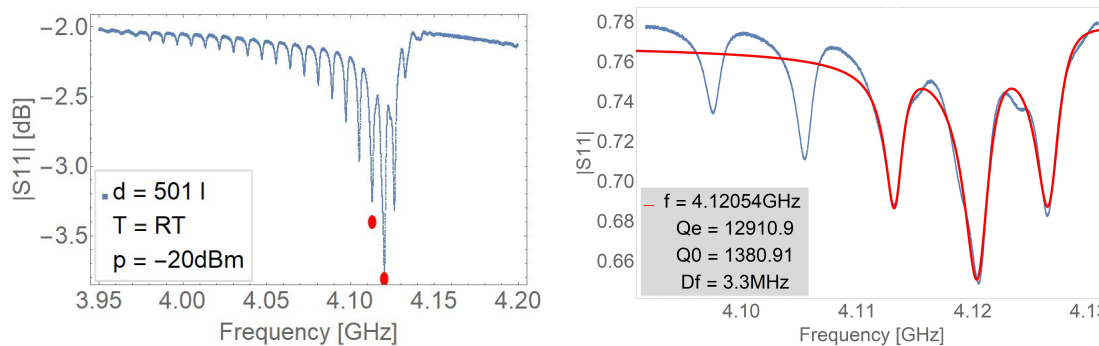 −2.0
−2.5
−3.0
−3.5
|S11| [dB]
d = 501 l
T = RT
p = −20dBm
3.95 4.00 4.05 4.10 4.15 4.20
Frequency [GHz]
0.78
0.76
0.74
0.72
0.70
0.68
0.66
|S11|
f = 4.12054GHz
Qe = 12910.9
Q0 = 1380.91
Df = 3.3MHz
4.10 4.11 4.12 4.13
Frequency [GHz]